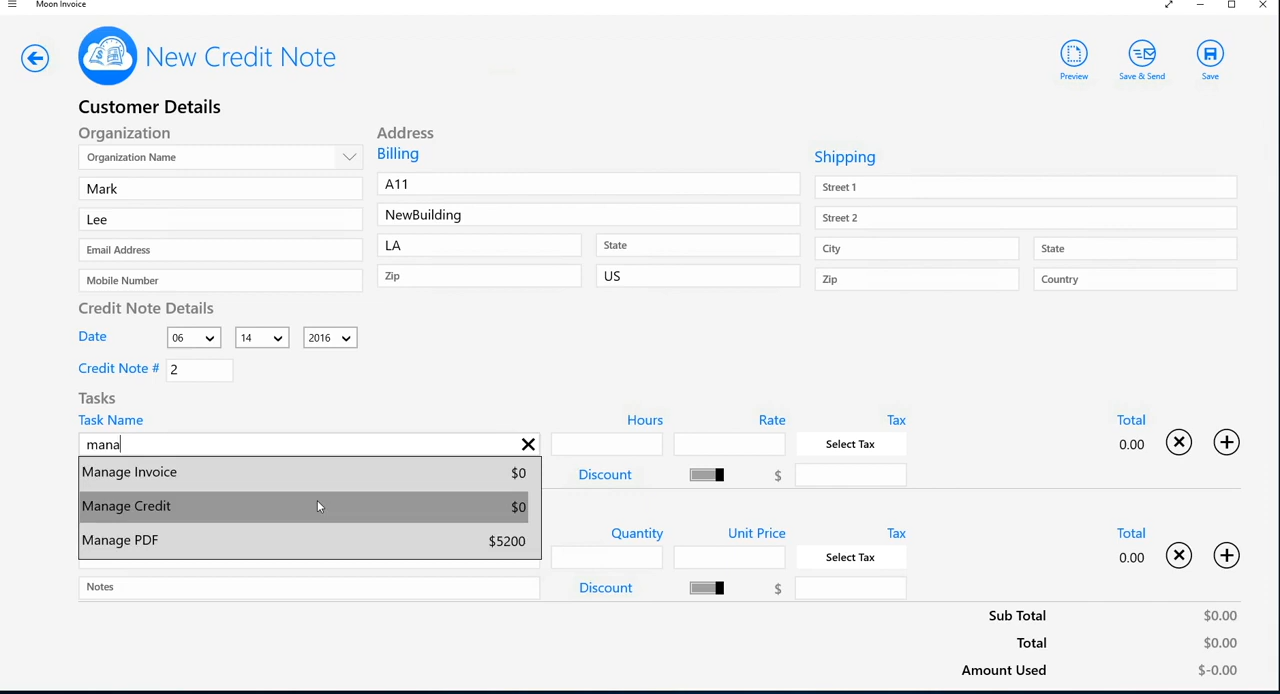 Moon Invoice
New Credit Note
Preview
Save & Send
Save
Customer Details
Organization
Organization Name
Mark
Lee
Email Address
Mobile Number
Address
Billing
A11
NewBuilding
LA
State
Zip
US
Shipping
Street 1
Street 2
City
State
Zip
Country
Credit Note Details
Date 06 14 2016
Credit Note # 2
Tasks
Task Name Hours Rate Tax Total
mana Select Tax 0.00
Manage Invoice $0
Discount $
Manage Credit $0
Manage PDF $5200
Quantity Unit Price Tax Total
Select Tax 0.00
Notes Discount $
Sub Total $0.00
Total $0.00
Amount Used $-0.00